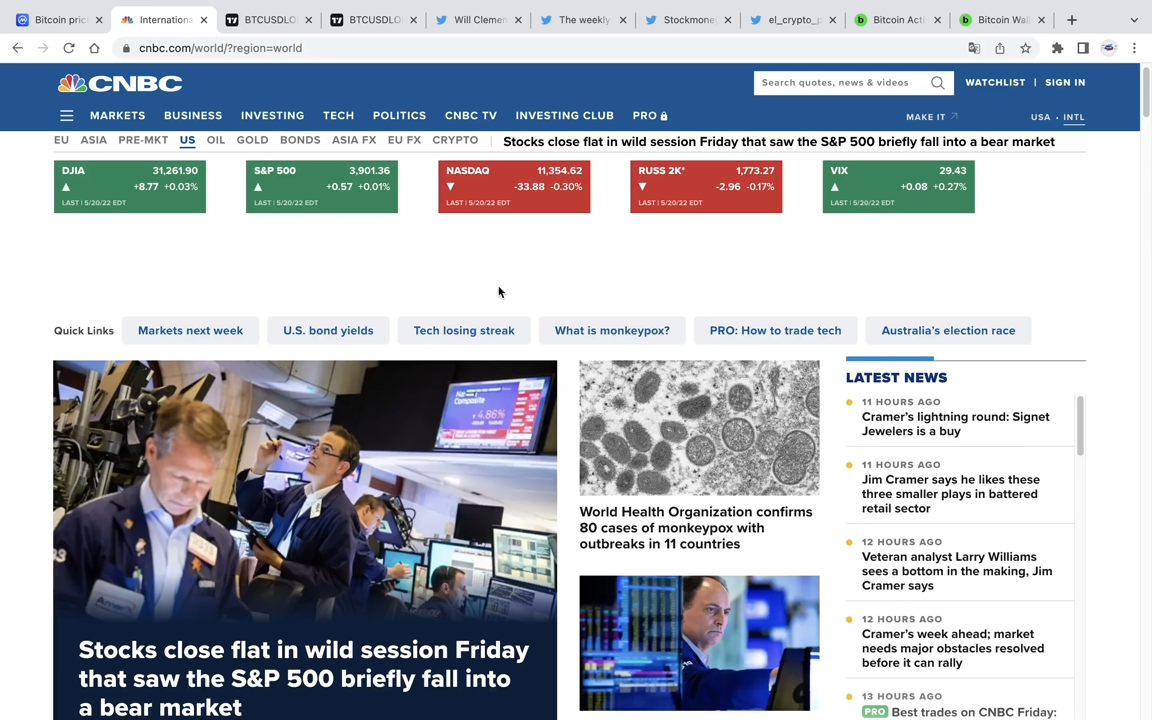 Bitcoin pric
Internationa
BTCUSDLO
BTCUSDLO
Will Clemen
The weekly
Stockmone
el_crypto_p
Bitcoin Acti
Bitcoin Wal
cnbc.com/world/?region=world
CNBC
Search quotes, news & videos
WATCHLIST | SIGN IN
MARKETS BUSINESS INVESTING TECH POLITICS CNBC TV INVESTING CLUB PRO
MAKE IT
USA • INTL
EU ASIA PRE-MKT US OIL GOLD BONDS ASIA FX EU FX CRYPTO
Stocks close flat in wild session Friday that saw the S&P 500 briefly fall into a bear market
DJIA 31,261.90
+8.77 +0.03%
LAST | 5/20/22 EDT
S&P 500 3,901.36
+0.57 +0.01%
LAST | 5/20/22 EDT
NASDAQ 11,354.62
-33.88 -0.30%
LAST | 5/20/22 EDT
RUSS 2K* 1,773.27
-2.96 -0.17%
LAST | 5/20/22 EDT
VIX 29.43
+0.08 +0.27%
LAST | 5/20/22 EDT
Quick Links
Markets next week
U.S. bond yields
Tech losing streak
What is monkeypox?
PRO: How to trade tech
Australia's election race
Composite
4.86%
Stocks close flat in wild session Friday
that saw the S&P 500 briefly fall into
a bear market
World Health Organization confirms
80 cases of monkeypox with
outbreaks in 11 countries
LATEST NEWS
11 HOURS AGO
Cramer's lightning round: Signet
Jewelers is a buy
11 HOURS AGO
Jim Cramer says he likes these
three smaller plays in battered
retail sector
12 HOURS AGO
Veteran analyst Larry Williams
sees a bottom in the making, Jim
Cramer says
12 HOURS AGO
Cramer's week ahead; market
needs major obstacles resolved
before it can rally
13 HOURS AGO
PRO Best trades on CNBC Friday: